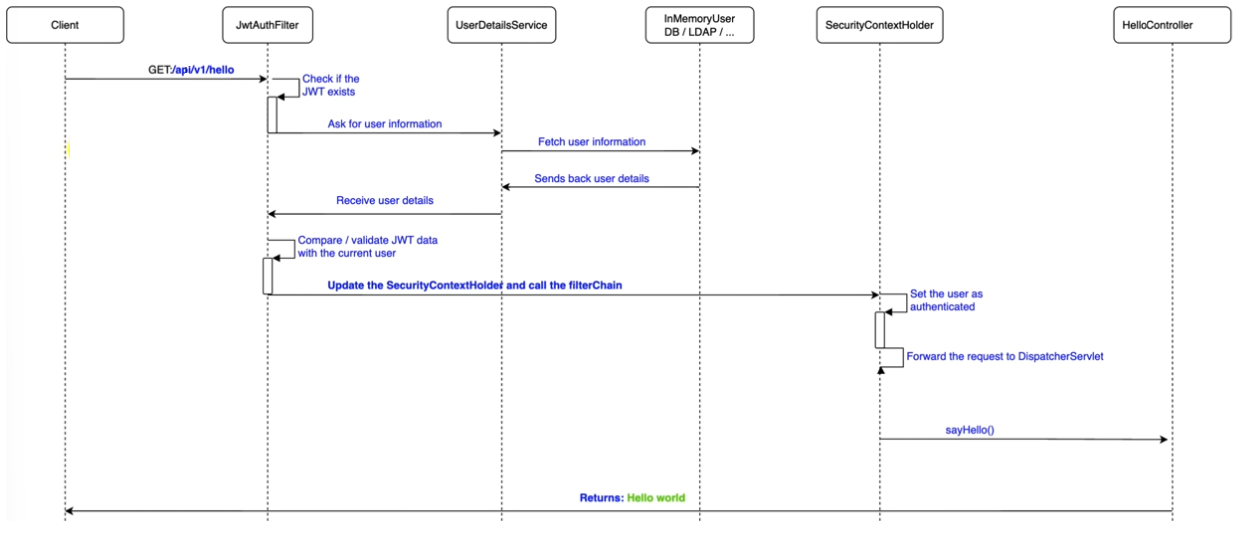 Client
JwtAuthFilter
UserDetailsService
InMemoryUser
DB / LDAP / ...
SecurityContextHolder
HelloController
GET:/api/v1/hello
Check if the
JWT exists
Ask for user information
Fetch user information
Sends back user details
Receive user details
Compare / validate JWT data
with the current user
Update the SecurityContextHolder and call the filterChain
Set the user as
authenticated
Forward the request to DispatcherServlet
sayHello()
Returns: Hello world